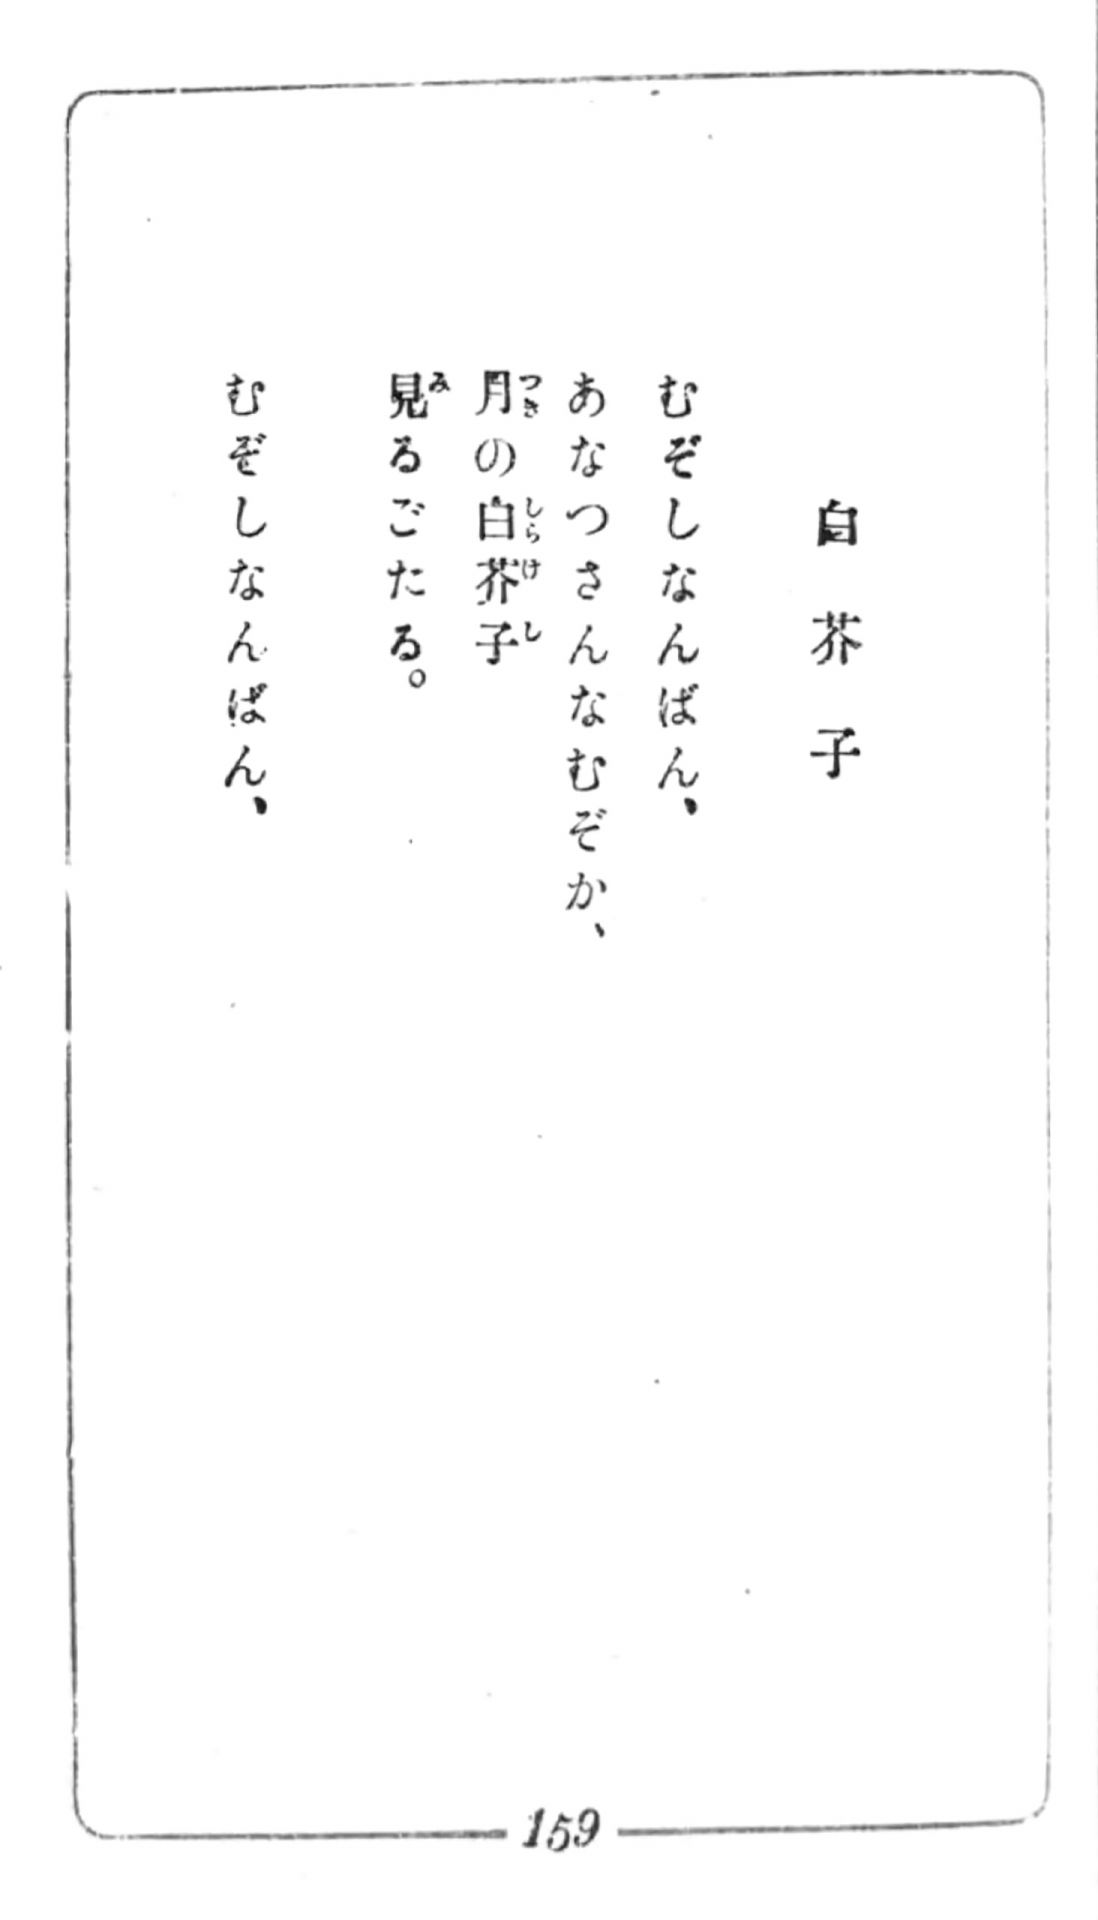 白芥子
むぞしなんばん、
あなつさんなむぞか、
月の白芥子
見るごたる。
むぞしなんばん、
159